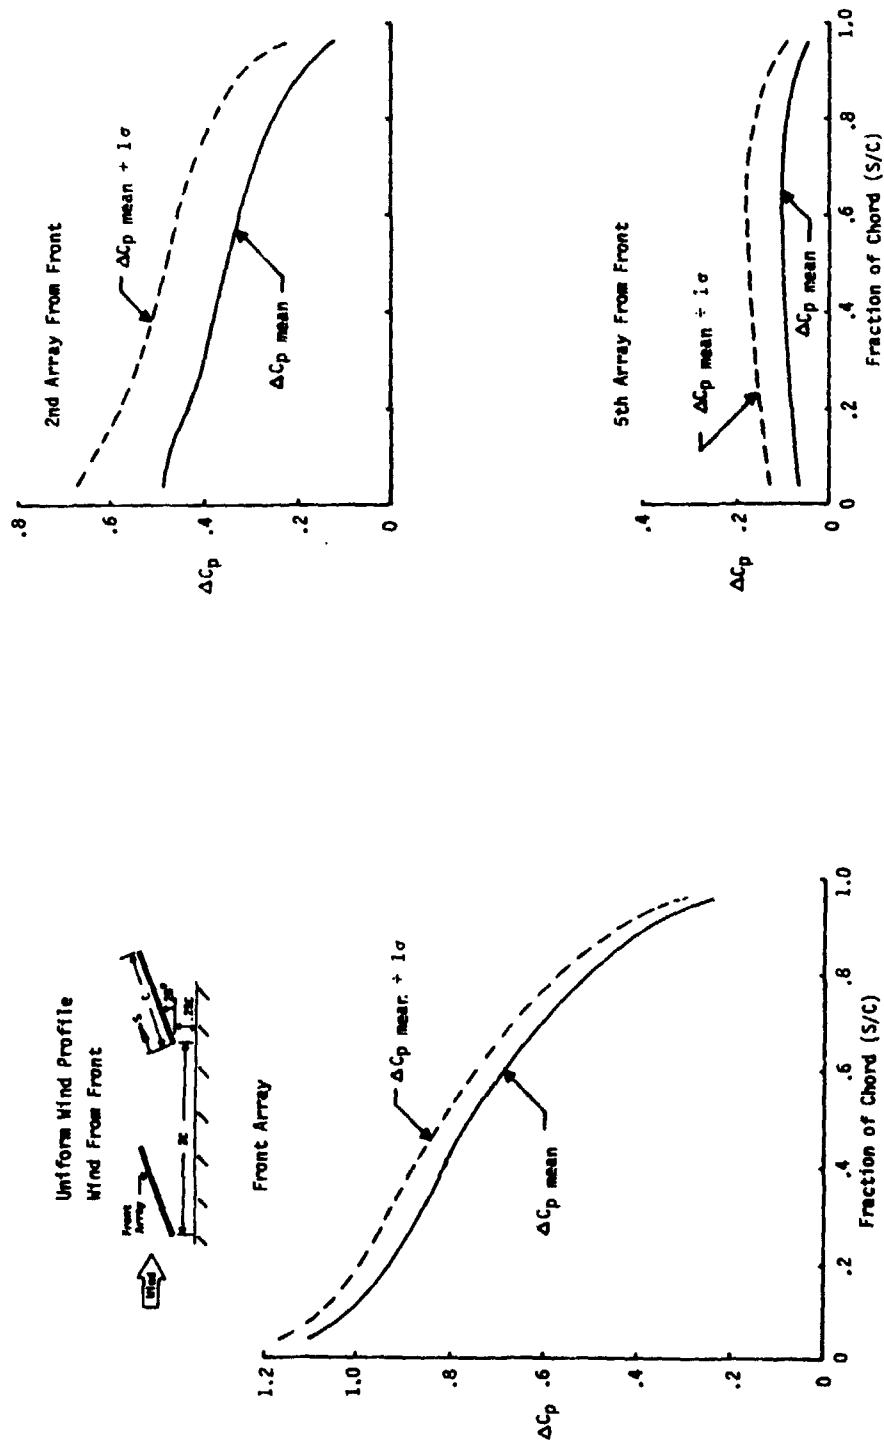 Uniform Wind Profile
Wind From Front
Wind
Front
Array
2C
S
C
.25C
Front Array
1.2
1.0
.8
.6
.4
.2
0
ΔCp
ΔCp mean + 1σ
ΔCp mean
0
.2
.4
.6
.8
1.0
Fraction of Chord (S/C)
2nd Array From Front
.8
.6
.4
.2
0
ΔCp
ΔCp mean + 1σ
ΔCp mean
5th Array From Front
.4
.2
0
ΔCp
ΔCp mean + 1σ
ΔCp mean
0
.2
.4
.6
.8
1.0
Fraction of Chord (S/C)